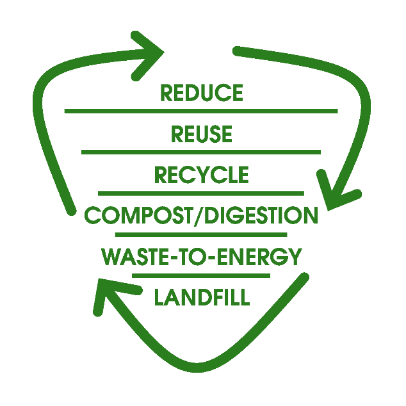 REDUCE
REUSE
RECYCLE
COMPOST/DIGESTION
WASTE-TO-ENERGY
LANDFILL